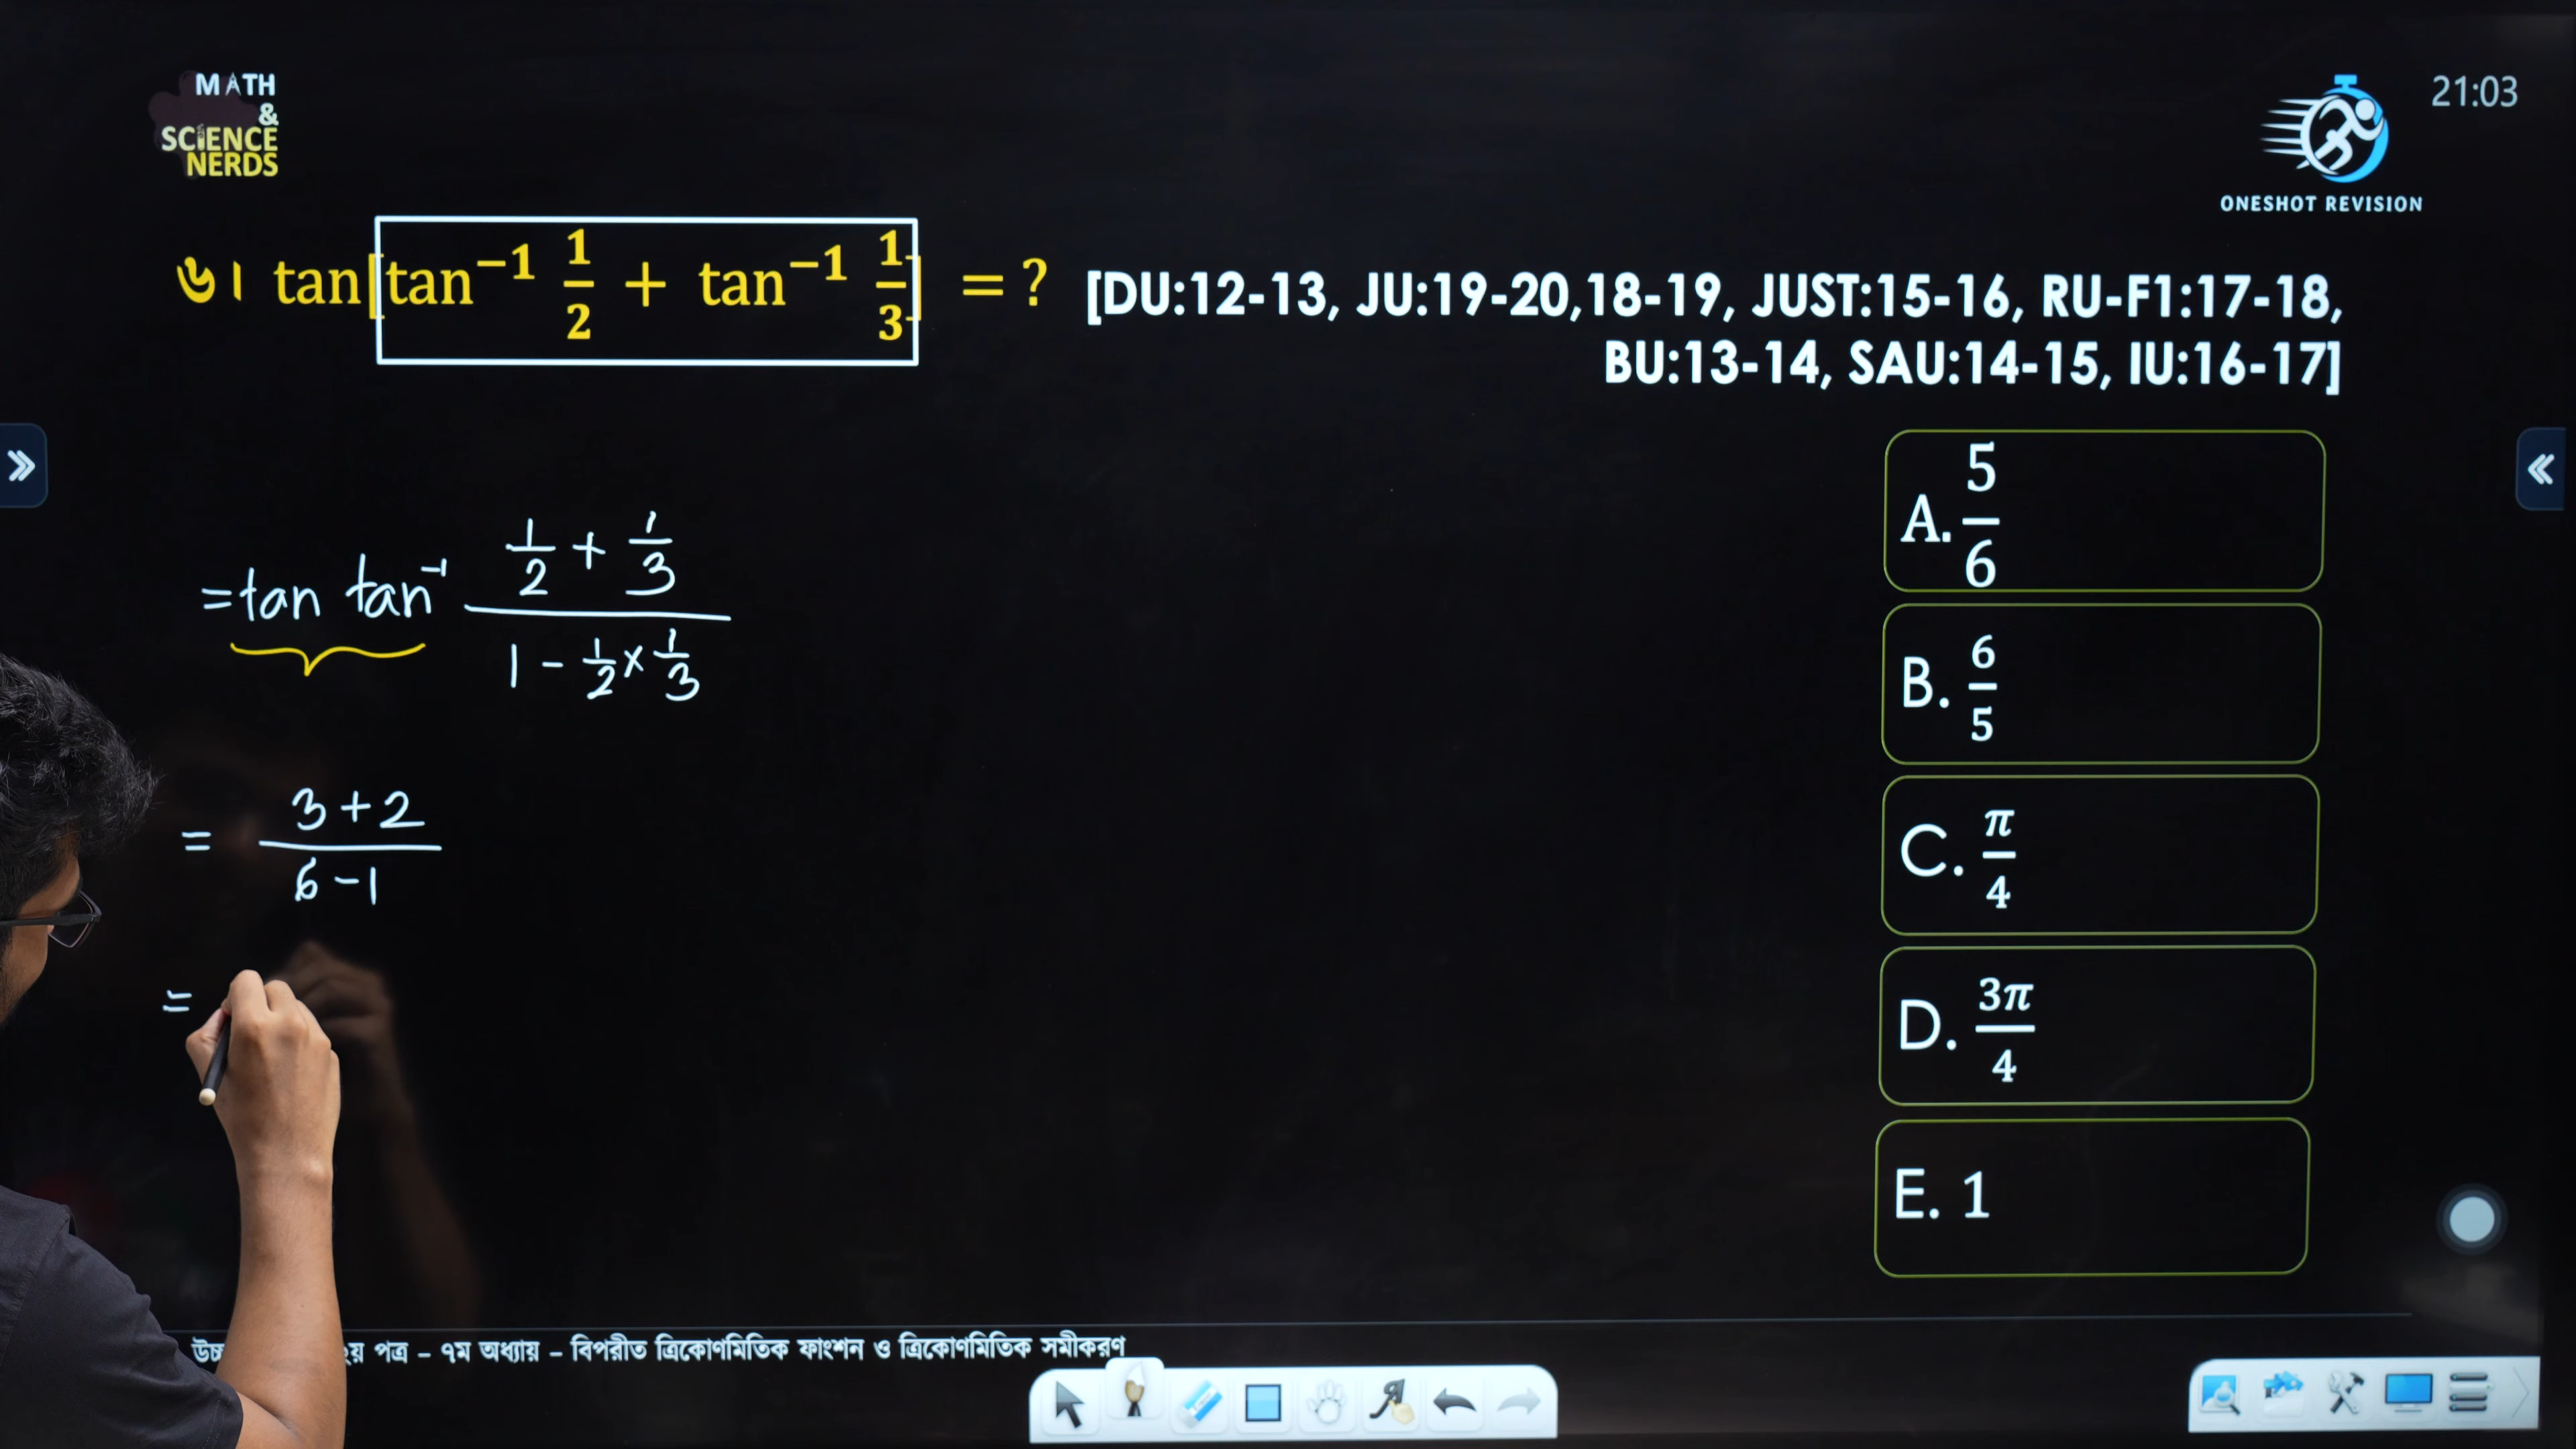 MATH
&
SCIENCE
NERDS
21:03
ONESHOT REVISION
৬। tan[tan⁻¹ 1/2 + tan⁻¹ 1/3] = ? [DU:12-13, JU:19-20,18-19, JUST:15-16, RU-F1:17-18,
BU:13-14, SAU:14-15, IU:16-17]
= tan tan⁻¹ (1/2 + 1/3)/(1 - 1/2 × 1/3)
= (3+2)/(6-1)
=
A. 5/6
B. 6/5
C. π/4
D. 3π/4
E. 1
পত্র – ৭ম অধ্যায় – বিপরীত ত্রিকোণমিতিক ফাংশন ও ত্রিকোণমিতিক সমীকরণ